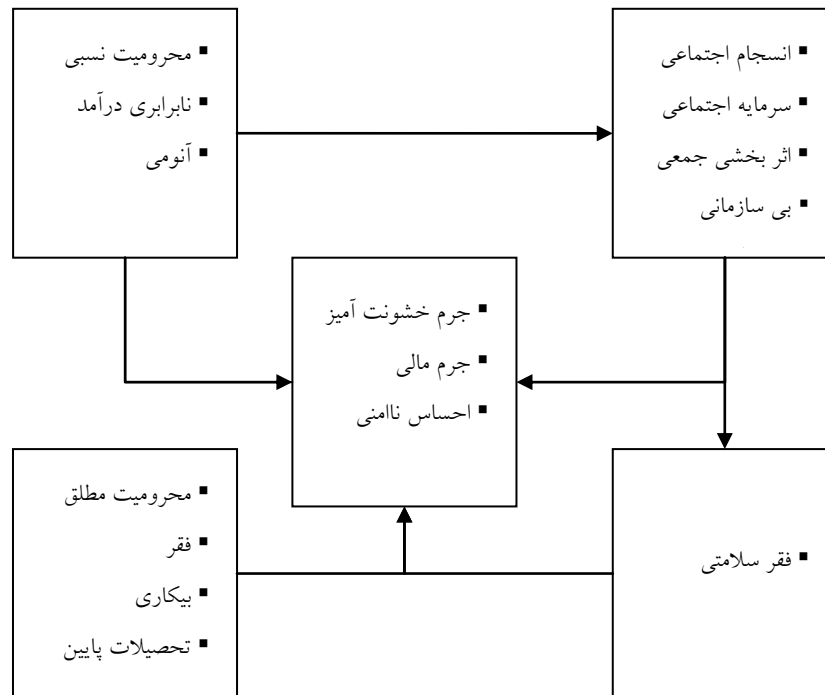 ▪ انسجام اجتماعی
▪ سرمایه اجتماعی
▪ اثر بخشی جمعی
▪ بی سازمانی
▪ محرومیت نسبی
▪ نابرابری درآمد
▪ آنومی
▪ جرم خشونت آمیز
▪ جرم مالی
▪ احساس ناامنی
▪ فقر سلامتی
▪ محرومیت مطلق
▪ فقر
▪ بیکاری
▪ تحصیلات پایین